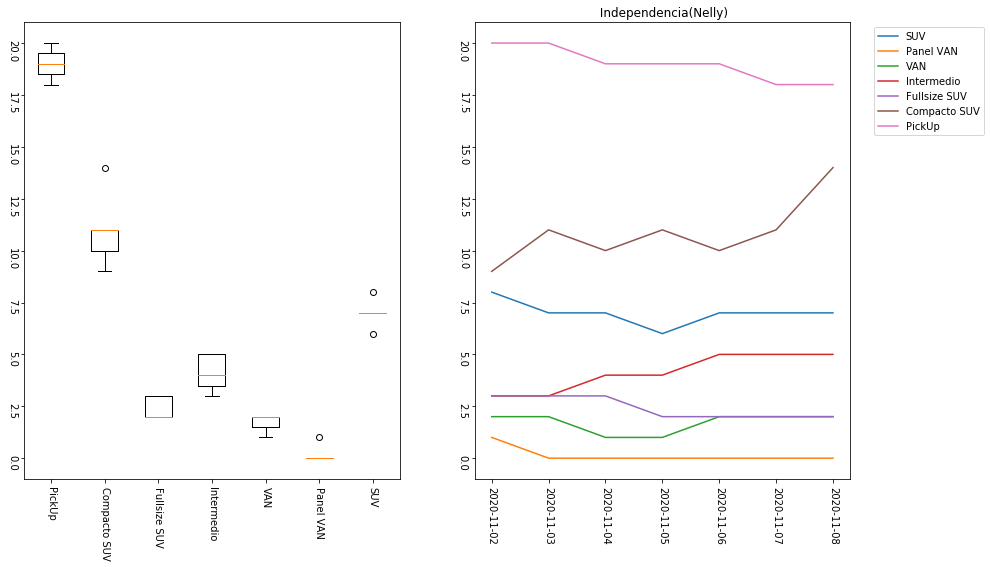 20.0
17.5
15.0
12.5
10.0
7.5
5.0
2.5
0.0
PickUp
Compacto SUV
Fullsize SUV
Intermedio
VAN
Panel VAN
SUV
Independencia(Nelly)
20.0
17.5
15.0
12.5
10.0
7.5
5.0
2.5
0.0
2020-11-02
2020-11-03
2020-11-04
2020-11-05
2020-11-06
2020-11-07
2020-11-08
SUV
Panel VAN
VAN
Intermedio
Fullsize SUV
Compacto SUV
PickUp